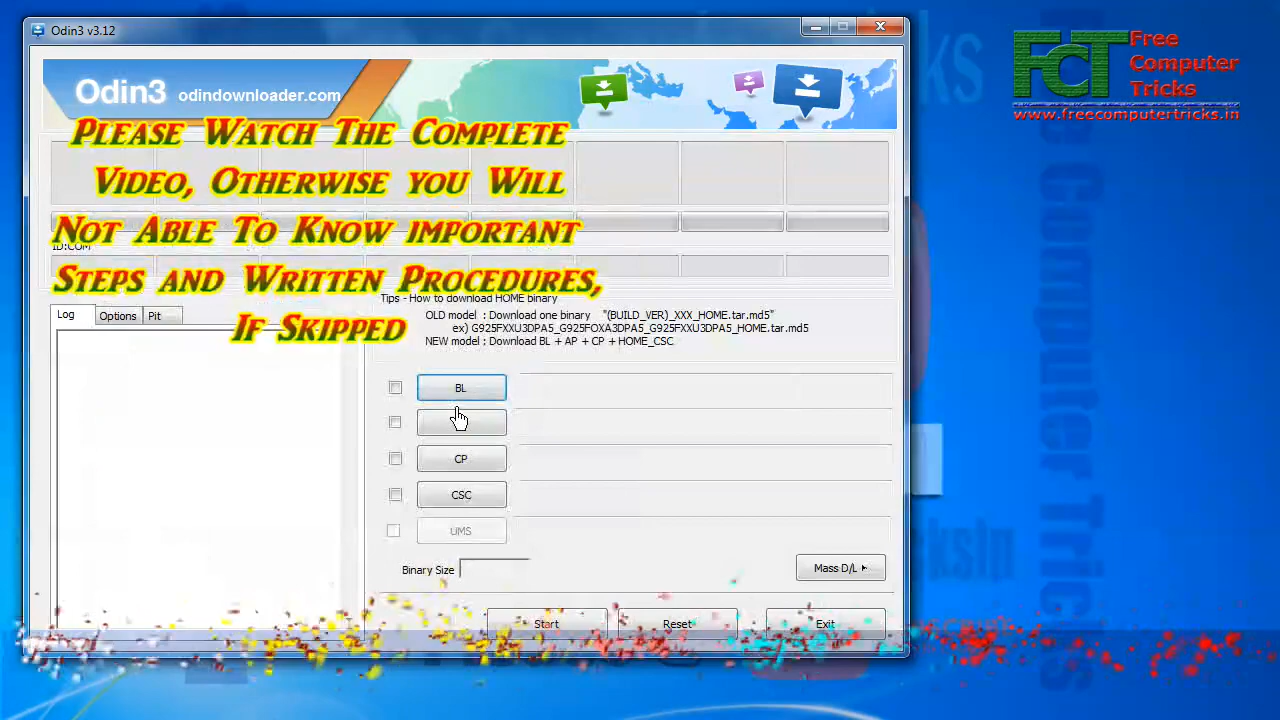 Odin3 v3.12
Odin3 odindownloader.com
Free
Computer
Tricks
FCT
www.freecomputertricks.in
PLEASE WATCH THE COMPLETE
VIDEO, OTHERWISE YOU WILL
NOT ABLE TO KNOW IMPORTANT
STEPS AND WRITTEN PROCEDURES,
IF SKIPPED
ID:COM
Log
Options
Pit
Tips - How to download HOME binary
OLD model : Download one binary "(BUILD_VER)_XXX_HOME.tar.md5"
ex) G925FXXU3DPA5_G925FOXA3DPA5_G925FXXU3DPA5_HOME.tar.md5
NEW model : Download BL + AP + CP + HOME_CSC
BL
CP
CSC
UMS
Binary Size
Mass D/L
Start
Reset
Exit